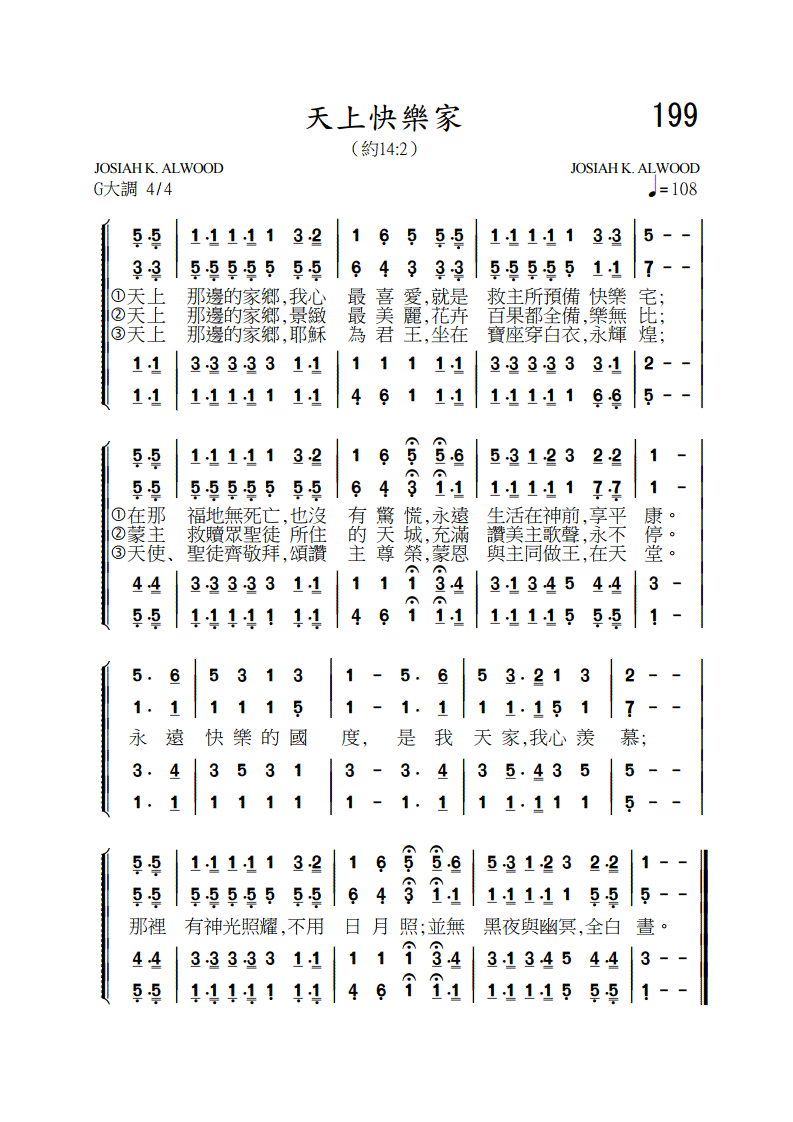 天上快樂家
199
（約14:2）
JOSIAH K. ALWOOD JOSIAH K. ALWOOD
G大調 4/4 ♩=108
5.5 | 1.1 1.1 1 3.2 | 1 6 5 5.5 | 1.1 1.1 1 3.3 | 5 - - |
3.3 | 5.5 5.5 5 5.5 | 6 4 3 3.3 | 5.5 5.5 5 1.1 | 7 - - |
①天上 那邊的家鄉,我心 最喜愛,就是 救主所預備 快樂 宅;
②天上 那邊的家鄉,景緻 最美麗,花卉 百果都全備,樂無 比;
③天上 那邊的家鄉,耶穌 為君王,坐在 寶座穿白衣,永輝 煌;
1.1 | 3.3 3.3 3 1.1 | 1 1 1 1.1 | 3.3 3.3 3 3.1 | 2 - - |
1.1 | 1.1 1.1 1 1.1 | 4 6 1 1.1 | 1.1 1.1 1 6.6 | 5 - - |
5.5 | 1.1 1.1 1 3.2 | 1 6 5 5.6 | 5.3 1.2 3 2.2 | 1 -
5.5 | 5.5 5.5 5 5.5 | 6 4 3 1.1 | 1.1 1.1 1 7.7 | 1 -
①在那 福地無死亡,也沒 有驚慌,永遠 生活在神前,享平 康。
②蒙主 救贖眾聖徒 所住 的天城,充滿 讚美主歌聲,永不 停。
③天使、聖徒齊敬拜,頌讚 主尊榮,蒙恩 與主同做王,在天 堂。
4.4 | 3.3 3.3 3 1.1 | 1 1 1 3.4 | 3.1 3.4 5 4.4 | 3 -
5.5 | 1.1 1.1 1 1.1 | 4 6 1 1.1 | 1.1 1.1 5 5.5 | 1 -
5. 6 | 5 3 1 3 | 1 - 5. 6 | 5 3.2 1 3 | 2 - - |
1. 1 | 1 1 1 5 | 1 - 1. 1 | 1 1.1 5 1 | 7 - - |
永遠 快樂的國 度, 是我 天家,我心羨 慕;
3. 4 | 3 5 3 1 | 3 - 3. 4 | 3 5.4 3 5 | 5 - - |
1. 1 | 1 1 1 1 | 1 - 1. 1 | 1 1.1 1 1 | 5 - - |
5.5 | 1.1 1.1 1 3.2 | 1 6 5 5.6 | 5.3 1.2 3 2.2 | 1 - - |
5.5 | 5.5 5.5 5 5.5 | 6 4 3 1.1 | 1.1 1.1 1 5.5 | 5 - - |
那裡 有神光照耀,不用 日月照;並無 黑夜與幽冥,全白 晝。
4.4 | 3.3 3.3 3 1.1 | 1 1 1 3.4 | 3.1 3.4 5 4.4 | 3 - - |
5.5 | 1.1 1.1 1 1.1 | 4 6 1 1.1 | 1.1 1.1 5 5.5 | 1 - - |